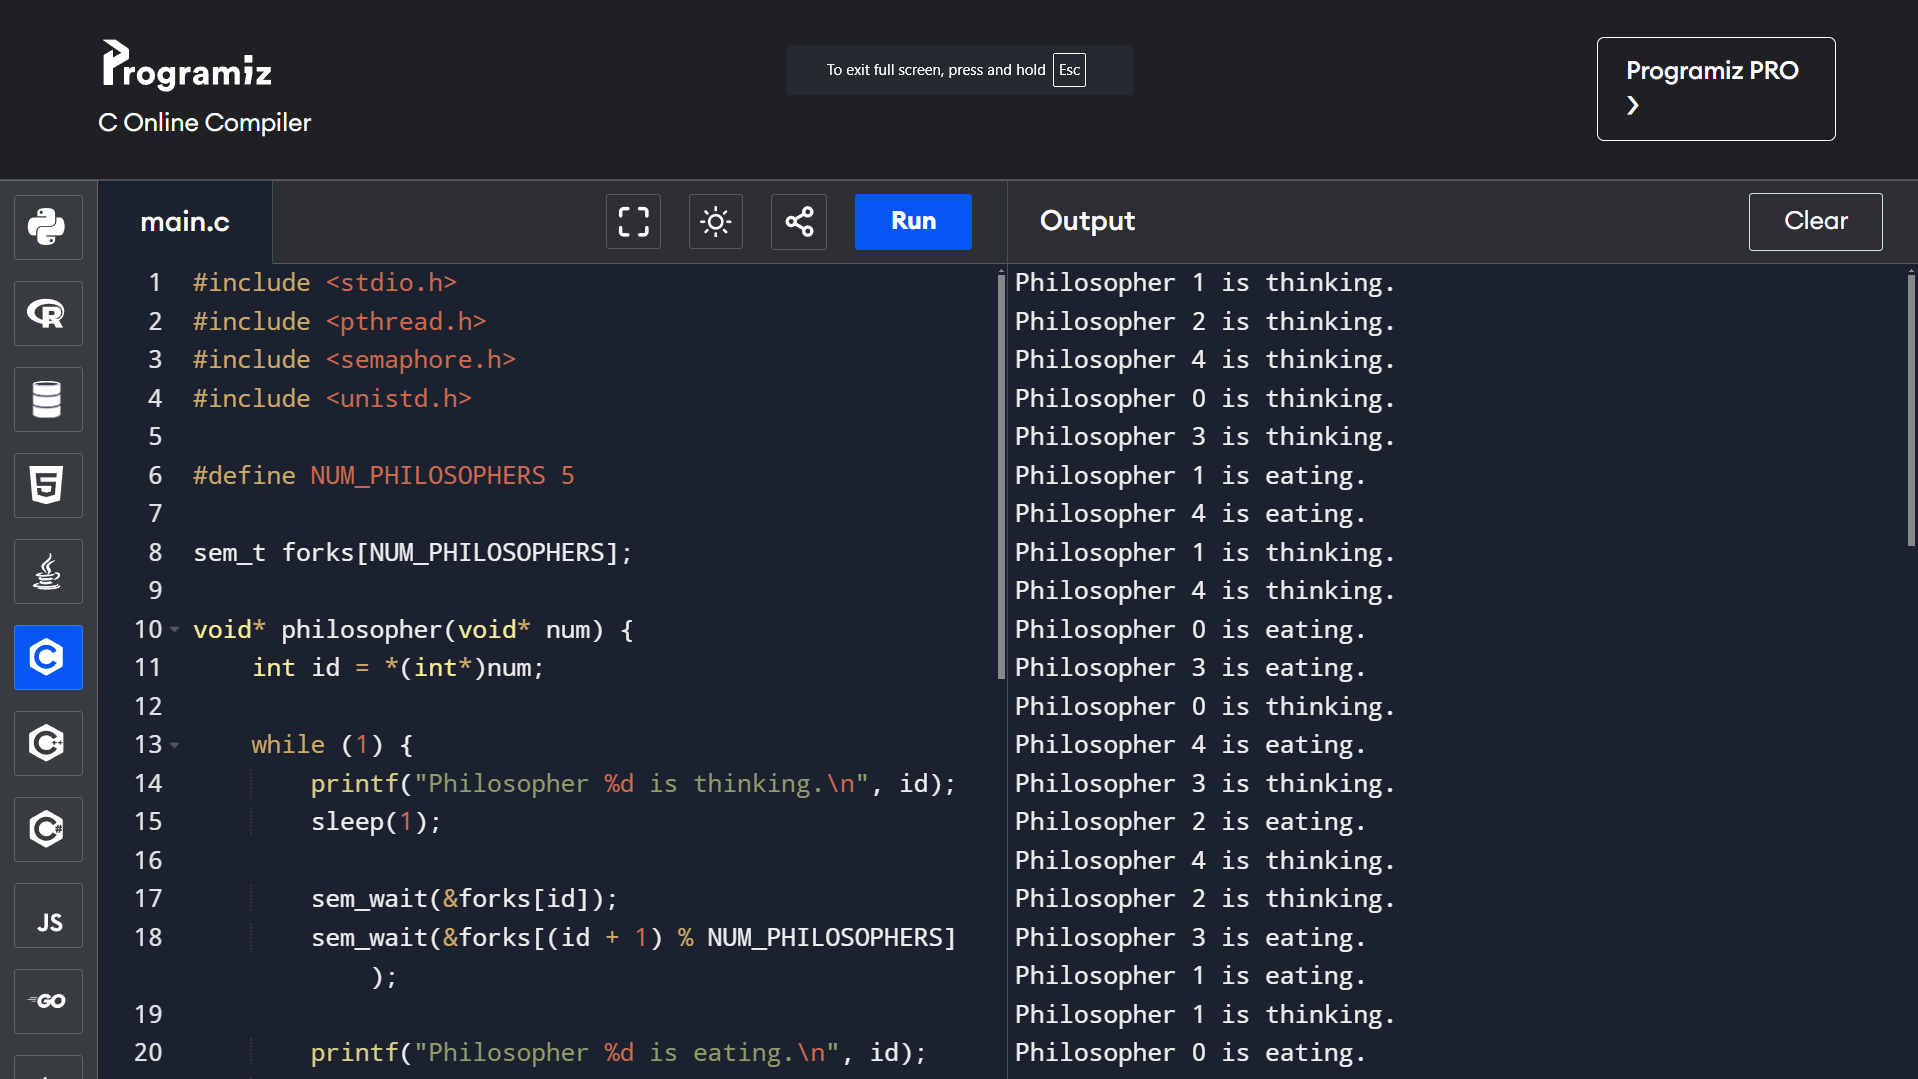 Programiz
C Online Compiler
To exit full screen, press and hold Esc
Programiz PRO
❯
main.c
Run
Output
Clear
1 #include <stdio.h>
2 #include <pthread.h>
3 #include <semaphore.h>
4 #include <unistd.h>
5
6 #define NUM_PHILOSOPHERS 5
7
8 sem_t forks[NUM_PHILOSOPHERS];
9
10 void* philosopher(void* num) {
11     int id = *(int*)num;
12
13     while (1) {
14         printf("Philosopher %d is thinking.\n", id);
15         sleep(1);
16
17         sem_wait(&forks[id]);
18         sem_wait(&forks[(id + 1) % NUM_PHILOSOPHERS]
            );
19
20         printf("Philosopher %d is eating.\n", id);
Philosopher 1 is thinking.
Philosopher 2 is thinking.
Philosopher 4 is thinking.
Philosopher 0 is thinking.
Philosopher 3 is thinking.
Philosopher 1 is eating.
Philosopher 4 is eating.
Philosopher 1 is thinking.
Philosopher 4 is thinking.
Philosopher 0 is eating.
Philosopher 3 is eating.
Philosopher 0 is thinking.
Philosopher 4 is eating.
Philosopher 3 is thinking.
Philosopher 2 is eating.
Philosopher 4 is thinking.
Philosopher 2 is thinking.
Philosopher 3 is eating.
Philosopher 1 is eating.
Philosopher 1 is thinking.
Philosopher 0 is eating.
R
5
C
C++
C#
JS
GO